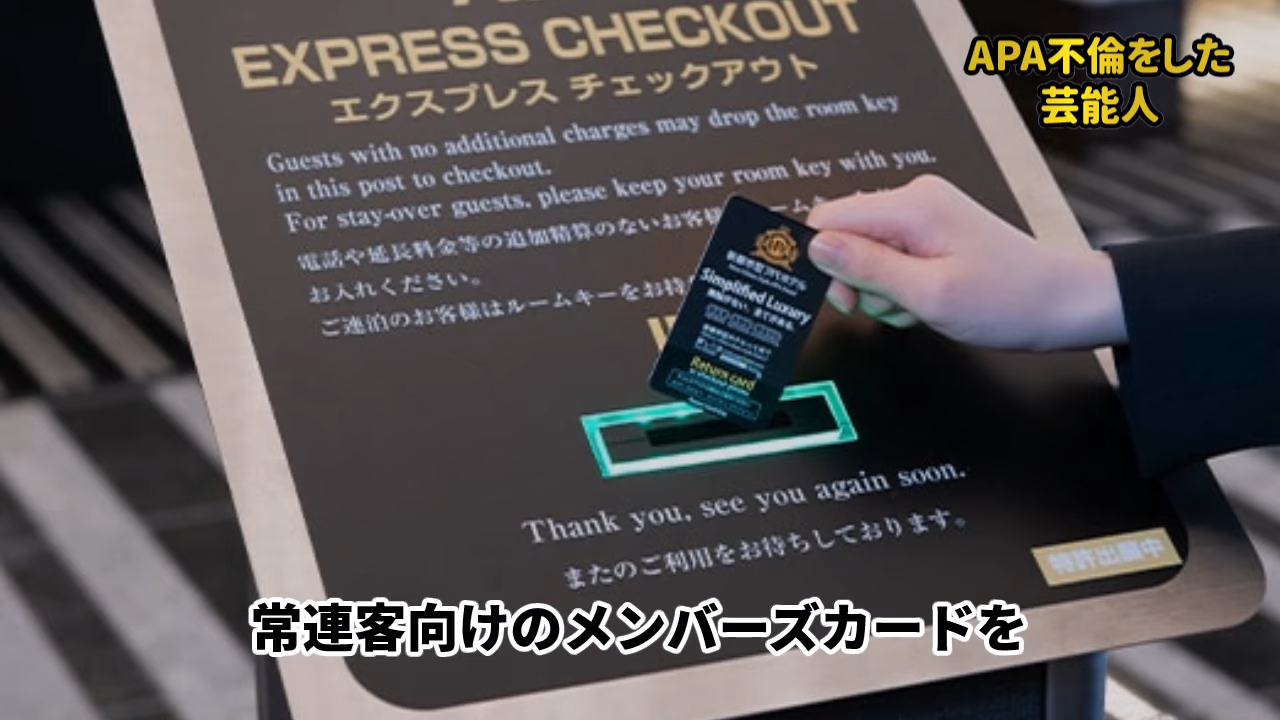 EXPRESS CHECKOUT
エクスプレス チェックアウト
Guests with no additional charges may drop the room key
in this post to checkout.
For stay-over guests, please keep your room key with you.
電話や延長料金等の追加精算のないお客様
お入れください。
ご連泊のお客様はルームキーをお持
Simplified Luxury
Return card
Thank you, see you again soon.
またのご利用をお待ちしております。
特許出願中
APA不倫をした
芸能人
常連客向けのメンバーズカードを